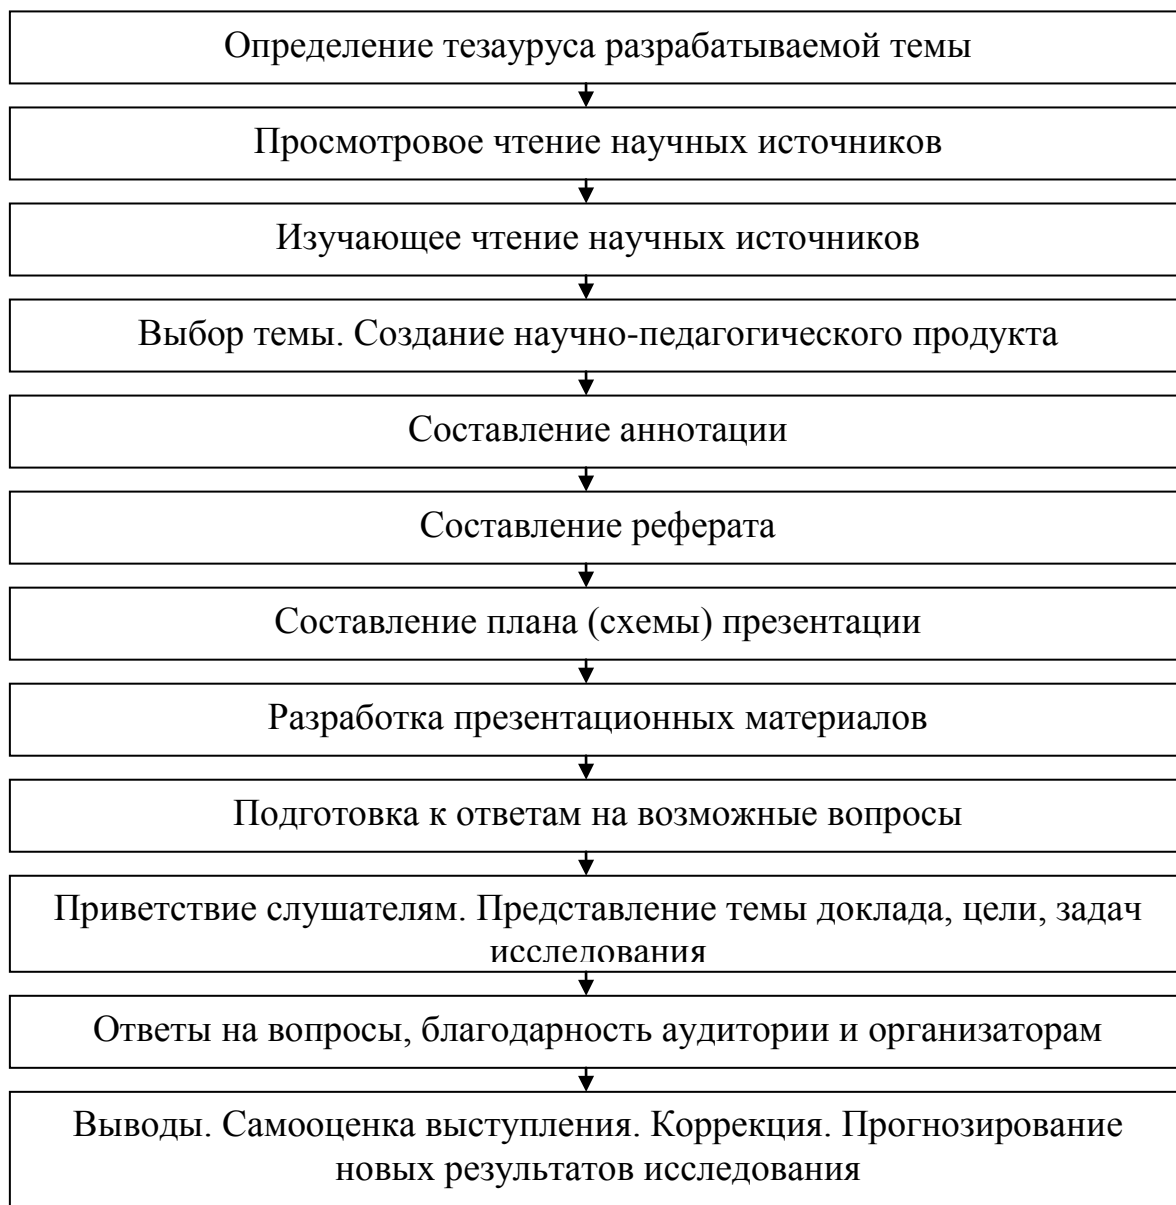 Определение тезауруса разрабатываемой темы
Просмотровое чтение научных источников
Изучающее чтение научных источников
Выбор темы. Создание научно-педагогического продукта
Составление аннотации
Составление реферата
Составление плана (схемы) презентации
Разработка презентационных материалов
Подготовка к ответам на возможные вопросы
Приветствие слушателям. Представление темы доклада, цели, задач
исследования
Ответы на вопросы, благодарность аудитории и организаторам
Выводы. Самооценка выступления. Коррекция. Прогнозирование
новых результатов исследования